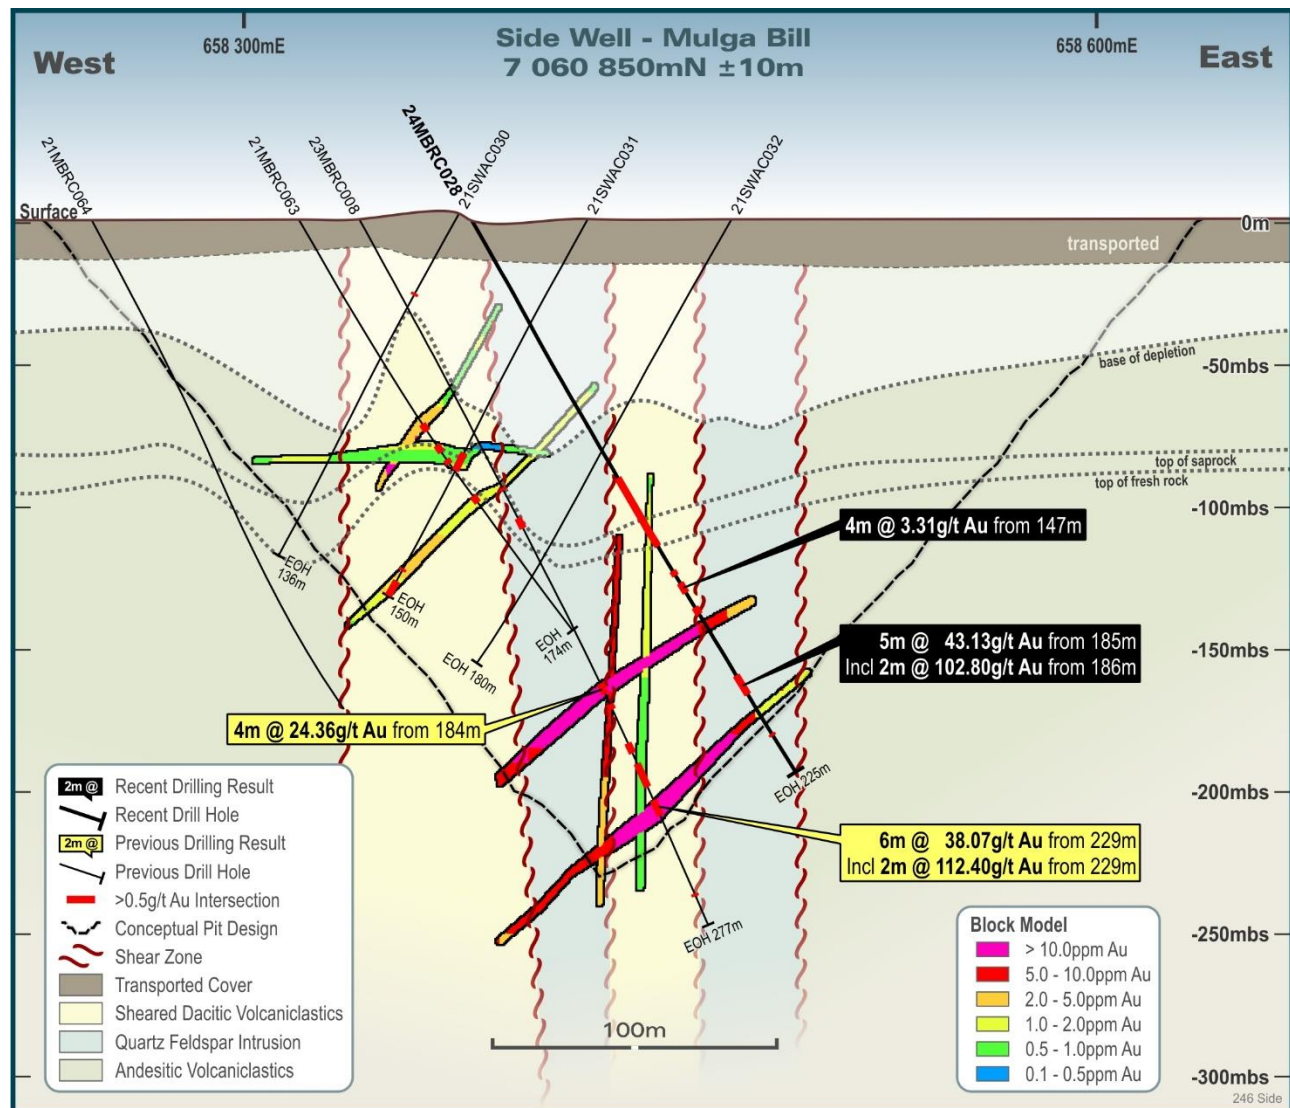 Side Well - Mulga Bill
7 060 850mN ±10m
658 300mE
658 600mE
West
East
21MBRC064
21MBRC063
23MBRC008
24MBRC028
21SWAC030
21SWAC031
21SWAC032
Surface
0m
transported
base of depletion
-50mbs
top of saprock
top of fresh rock
-100mbs
4m @ 3.31g/t Au from 147m
EOH
136m
EOH
150m
EOH
174m
EOH 180m
5m @ 43.13g/t Au from 185m
Incl 2m @ 102.80g/t Au from 186m
-150mbs
4m @ 24.36g/t Au from 184m
EOH 225m
-200mbs
6m @ 38.07g/t Au from 229m
Incl 2m @ 112.40g/t Au from 229m
EOH 277m
-250mbs
100m
-300mbs
2m @ Recent Drilling Result
Recent Drill Hole
2m @ Previous Drilling Result
Previous Drill Hole
>0.5g/t Au Intersection
Conceptual Pit Design
Shear Zone
Transported Cover
Sheared Dacitic Volcaniclastics
Quartz Feldspar Intrusion
Andesitic Volcaniclastics
Block Model
> 10.0ppm Au
5.0 - 10.0ppm Au
2.0 - 5.0ppm Au
1.0 - 2.0ppm Au
0.5 - 1.0ppm Au
0.1 - 0.5ppm Au
246 Side